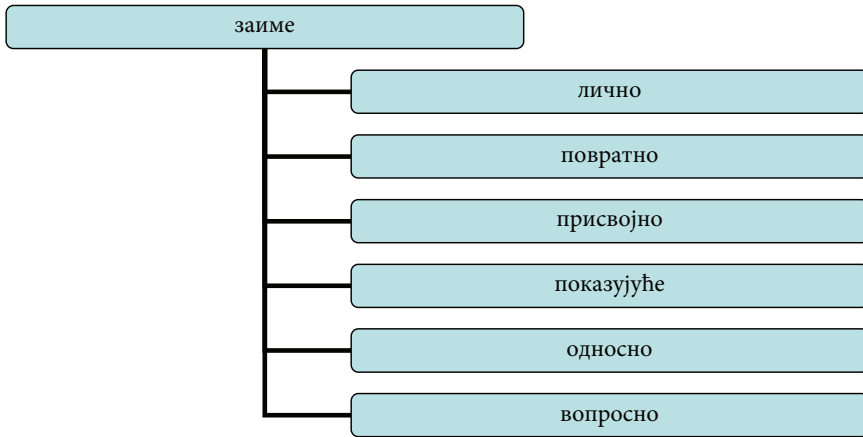 заиме
лично
повратно
присвојно
показујуће
односно
вопросно